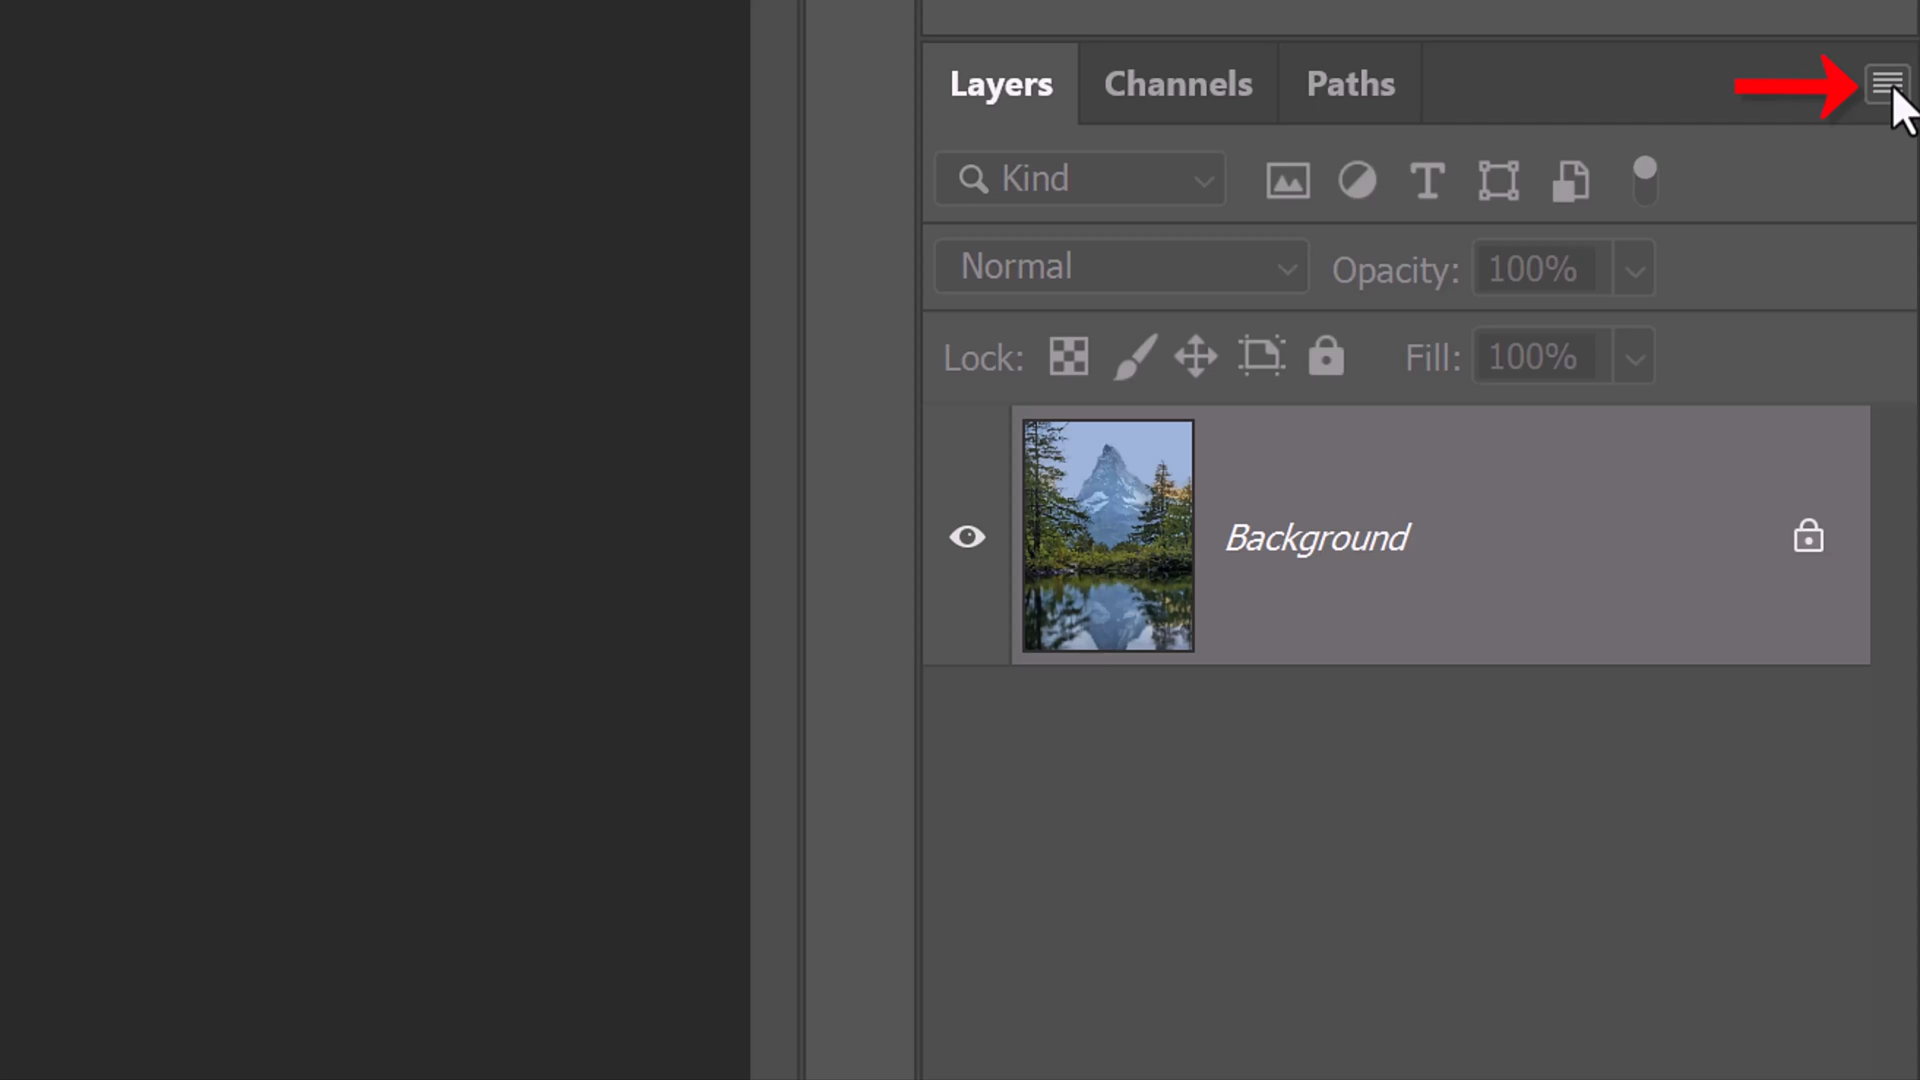 Layers Channels Paths
Kind
Normal Opacity: 100%
Lock: Fill: 100%
Background